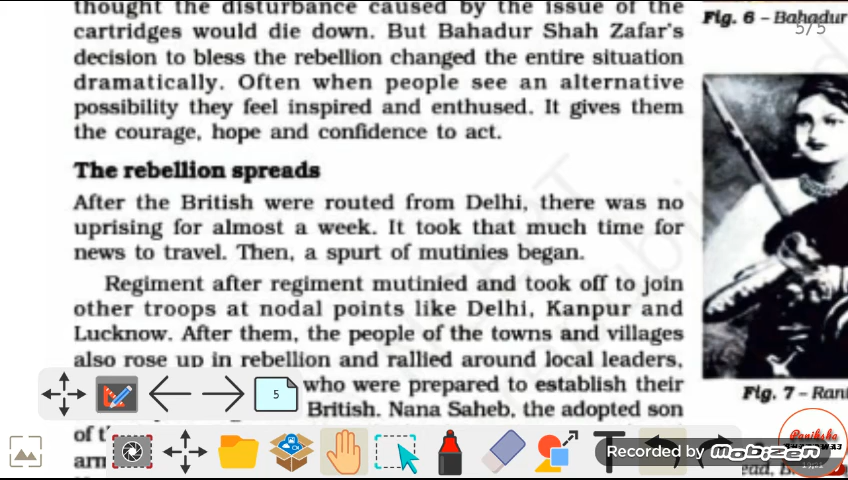 thought the disturbance caused by the issue of the
cartridges would die down. But Bahadur Shah Zafar's
decision to bless the rebellion changed the entire situation
dramatically. Often when people see an alternative
possibility they feel inspired and enthused. It gives them
the courage, hope and confidence to act.
The rebellion spreads
After the British were routed from Delhi, there was no
uprising for almost a week. It took that much time for
news to travel. Then, a spurt of mutinies began.
Regiment after regiment mutinied and took off to join
other troops at nodal points like Delhi, Kanpur and
Lucknow. After them, the people of the towns and villages
also rose up in rebellion and rallied around local leaders,
who were prepared to establish their
British. Nana Saheb, the adopted son
of
Fig. 6 – Bahadur
5/5
Fig. 7 – Rani
5
Recorded by mobizen